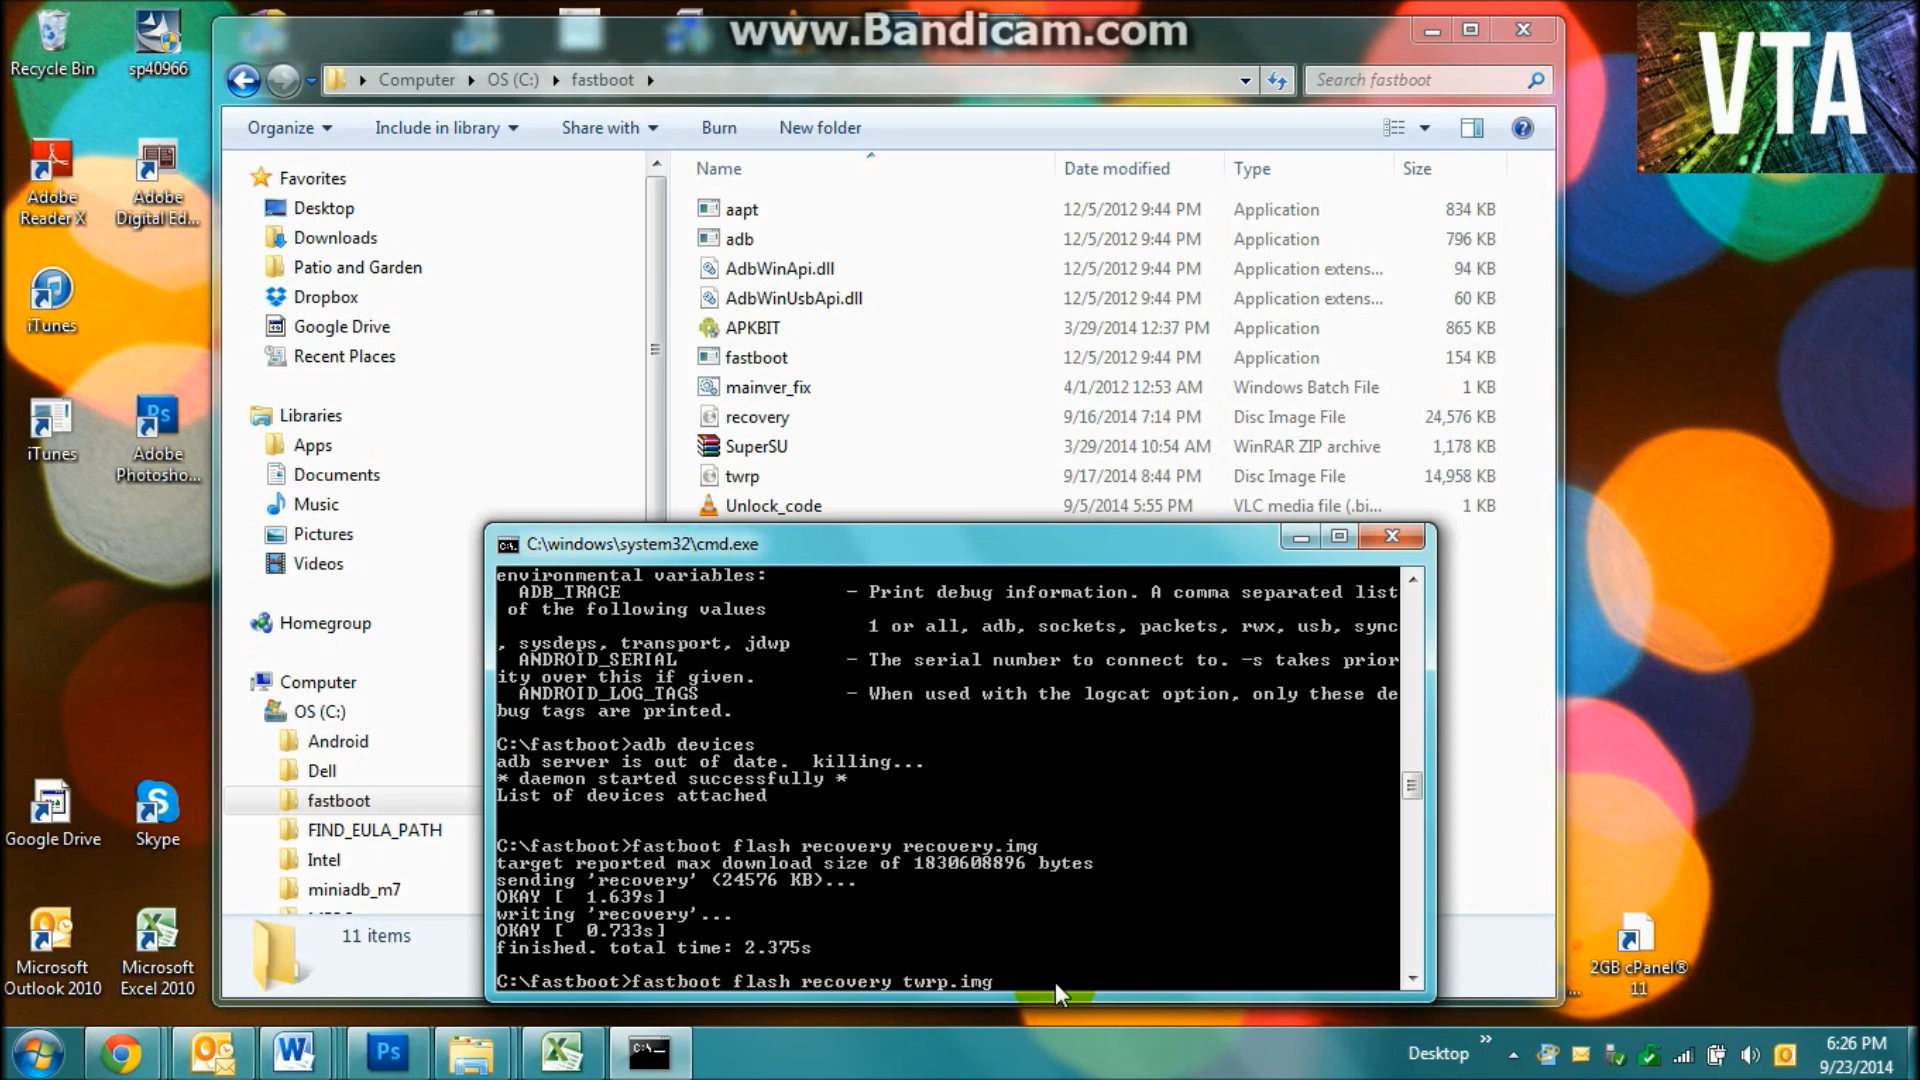 www.Bandicam.com
VTA
Recycle Bin
sp40966
Adobe
Reader X
Adobe
Digital Ed...
iTunes
iTunes
Adobe
Photosho...
Google Drive
Skype
Microsoft
Outlook 2010
Microsoft
Excel 2010
2GB cPanel®
11
...
Computer
OS (C:)
fastboot
Search fastboot
Organize
Include in library
Share with
Burn
New folder
Favorites
Desktop
Downloads
Patio and Garden
Dropbox
Google Drive
Recent Places
Libraries
Apps
Documents
Music
Pictures
Videos
Homegroup
Computer
OS (C:)
Android
Dell
fastboot
FIND_EULA_PATH
Intel
miniadb_m7
11 items
Name Date modified Type Size
aapt 12/5/2012 9:44 PM Application 834 KB
adb 12/5/2012 9:44 PM Application 796 KB
AdbWinApi.dll 12/5/2012 9:44 PM Application extens... 94 KB
AdbWinUsbApi.dll 12/5/2012 9:44 PM Application extens... 60 KB
APKBIT 3/29/2014 12:37 PM Application 865 KB
fastboot 12/5/2012 9:44 PM Application 154 KB
mainver_fix 4/1/2012 12:53 AM Windows Batch File 1 KB
recovery 9/16/2014 7:14 PM Disc Image File 24,576 KB
SuperSU 3/29/2014 10:54 AM WinRAR ZIP archive 1,178 KB
twrp 9/17/2014 8:44 PM Disc Image File 14,958 KB
Unlock_code 9/5/2014 5:55 PM VLC media file (.bi... 1 KB
C:\windows\system32\cmd.exe
environmental variables:
ADB_TRACE - Print debug information. A comma separated list
of the following values
1 or all, adb, sockets, packets, rwx, usb, sync
, sysdeps, transport, jdwp
ANDROID_SERIAL - The serial number to connect to. -s takes prior
ity over this if given.
ANDROID_LOG_TAGS - When used with the logcat option, only these de
bug tags are printed.
C:\fastboot>adb devices
adb server is out of date. killing...
* daemon started successfully *
List of devices attached
C:\fastboot>fastboot flash recovery recovery.img
target reported max download size of 1830608896 bytes
sending 'recovery' (24576 KB)...
OKAY [ 1.639s]
writing 'recovery'...
OKAY [ 0.733s]
finished. total time: 2.375s
C:\fastboot>fastboot flash recovery twrp.img
Desktop
6:26 PM
9/23/2014